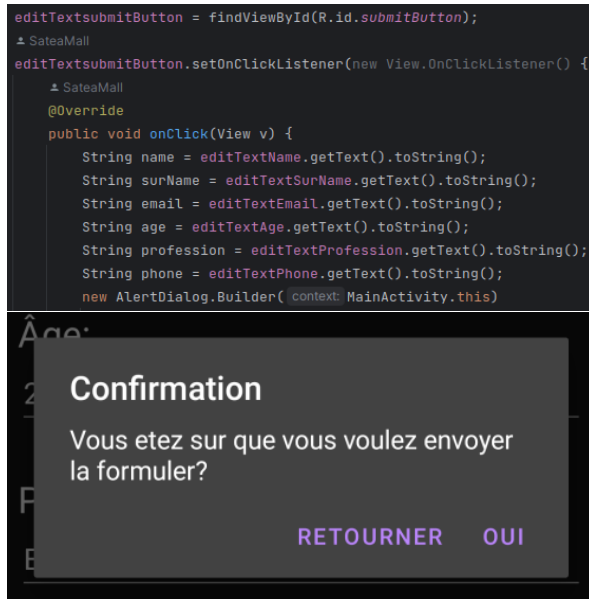 editTextsubmitButton = findViewById(R.id.submitButton);
SateaMall
editTextsubmitButton.setOnClickListener(new View.OnClickListener() {
SateaMall
@Override
public void onClick(View v) {
String name = editTextName.getText().toString();
String surName = editTextSurName.getText().toString();
String email = editTextEmail.getText().toString();
String age = editTextAge.getText().toString();
String profession = editTextProfession.getText().toString();
String phone = editTextPhone.getText().toString();
new AlertDialog.Builder( context: MainActivity.this)
Âge:
2
Confirmation
Vous etez sur que vous voulez envoyer
la formuler?
P
RETOURNER OUI
E